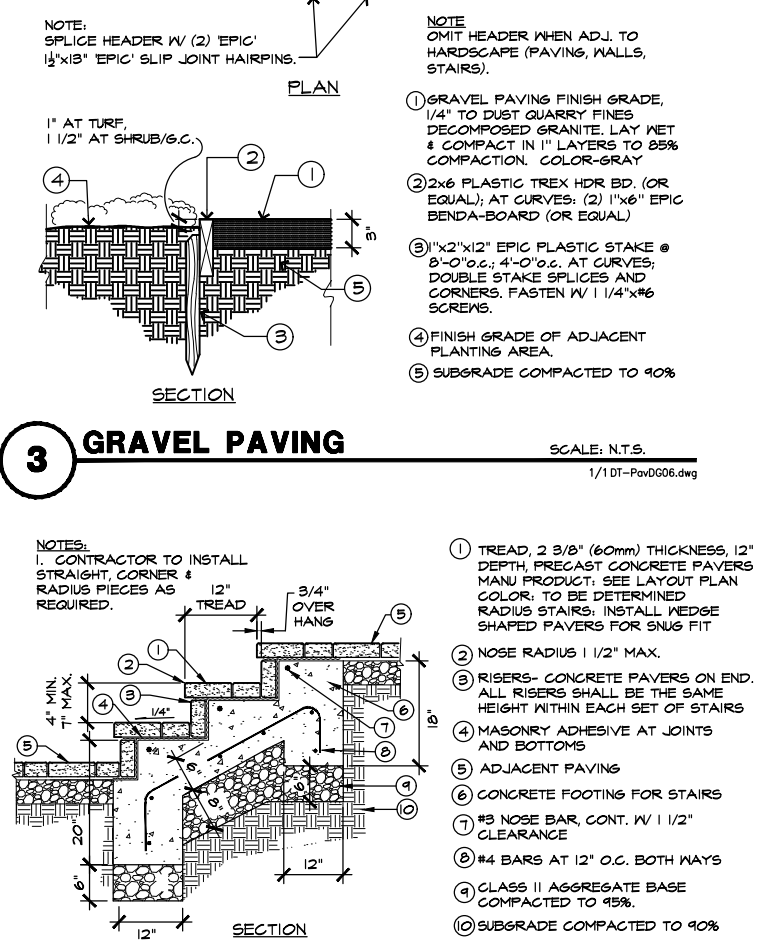 NOTE:
SPLICE HEADER W/ (2) 'EPIC'
1½"x13" 'EPIC' SLIP JOINT HAIRPINS.
PLAN
NOTE
OMIT HEADER WHEN ADJ. TO
HARDSCAPE (PAVING, WALLS,
STAIRS).
1" AT TURF,
1 1/2" AT SHRUB/G.C.
4
2
1
3"
5
3
SECTION
1 GRAVEL PAVING FINISH GRADE,
1/4" TO DUST QUARRY FINES
DECOMPOSED GRANITE. LAY WET
& COMPACT IN 1" LAYERS TO 85%
COMPACTION. COLOR-GRAY
2 2x6 PLASTIC TREX HDR BD. (OR
EQUAL); AT CURVES: (2) 1"x6" EPIC
BENDA-BOARD (OR EQUAL)
3 1"x2"x12" EPIC PLASTIC STAKE @
8'-0"o.c.; 4'-0"o.c. AT CURVES;
DOUBLE STAKE SPLICES AND
CORNERS. FASTEN W/ 1 1/4"x#6
SCREWS.
4 FINISH GRADE OF ADJACENT
PLANTING AREA.
5 SUBGRADE COMPACTED TO 90%
3 GRAVEL PAVING
SCALE: N.T.S.
1/1 DT-PavDG06.dwg
NOTES:
1. CONTRACTOR TO INSTALL
STRAIGHT, CORNER &
RADIUS PIECES AS
REQUIRED.
12"
TREAD
3/4"
OVER
HANG
5
1
2
3
4" MIN.
7" MAX.
4
1/4"
5
6
7
8
18"
6"
8"
6"
9
10
20"
6"
12"
12"
SECTION
1 TREAD, 2 3/8" (60mm) THICKNESS, 12"
DEPTH, PRECAST CONCRETE PAVERS
MANU PRODUCT: SEE LAYOUT PLAN
COLOR: TO BE DETERMINED
RADIUS STAIRS: INSTALL WEDGE
SHAPED PAVERS FOR SNUG FIT
2 NOSE RADIUS 1 1/2" MAX.
3 RISERS- CONCRETE PAVERS ON END.
ALL RISERS SHALL BE THE SAME
HEIGHT WITHIN EACH SET OF STAIRS
4 MASONRY ADHESIVE AT JOINTS
AND BOTTOMS
5 ADJACENT PAVING
6 CONCRETE FOOTING FOR STAIRS
7 #3 NOSE BAR, CONT. W/ 1 1/2"
CLEARANCE
8 #4 BARS AT 12" O.C. BOTH WAYS
9 CLASS II AGGREGATE BASE
COMPACTED TO 95%.
10 SUBGRADE COMPACTED TO 90%